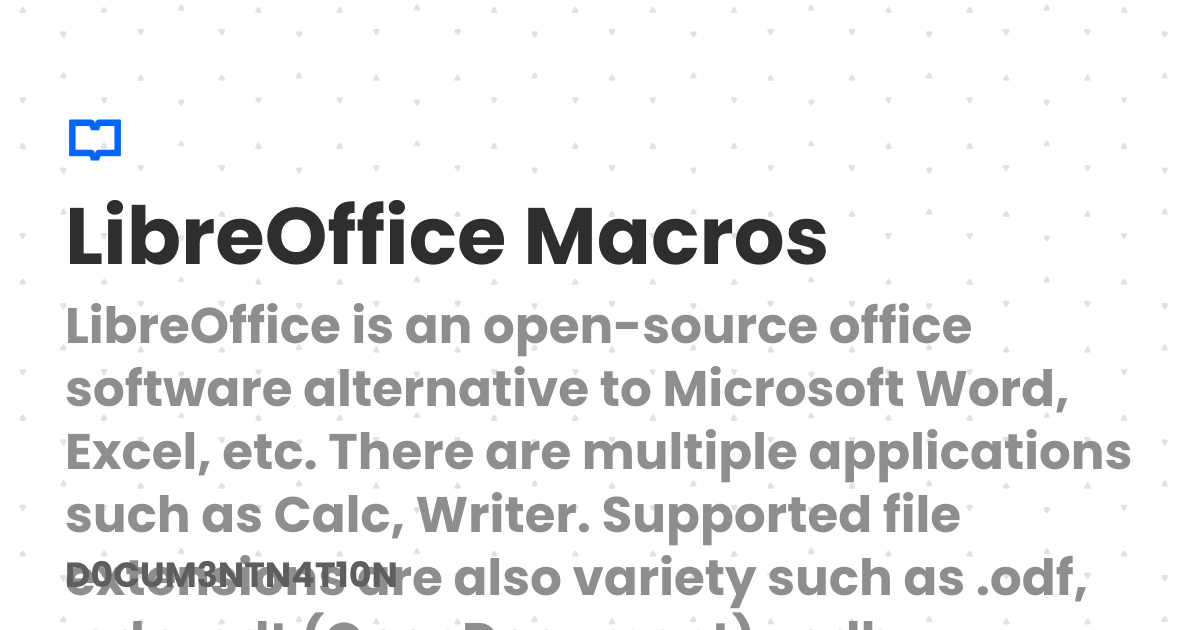 LibreOffice Macros
LibreOffice is an open-source office
software alternative to Microsoft Word,
Excel, etc. There are multiple applications
such as Calc, Writer. Supported file
extensions are also variety such as .odf,
D0CUM3NTN4T10N
(OpenDocument)